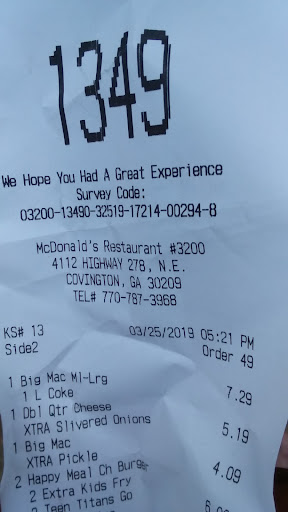 1349
We Hope You Had A Great Experience
Survey Code:
03200-13490-32519-17214-00294-8
McDonald's Restaurant #3200
4112 HIGHWAY 278, N.E.
COVINGTON, GA 30209
TEL# 770-787-3968
KS# 13 03/25/2019 05:21 PM
Side2 Order 49
1 Big Mac Ml-Lrg 7.29
1 L Coke
1 Dbl Qtr Cheese 5.19
XTRA Slivered Onions
1 Big Mac 4.09
XTRA Pickle
2 Happy Meal Ch Burger
2 Extra Kids Fry
2 Teen Titans Go